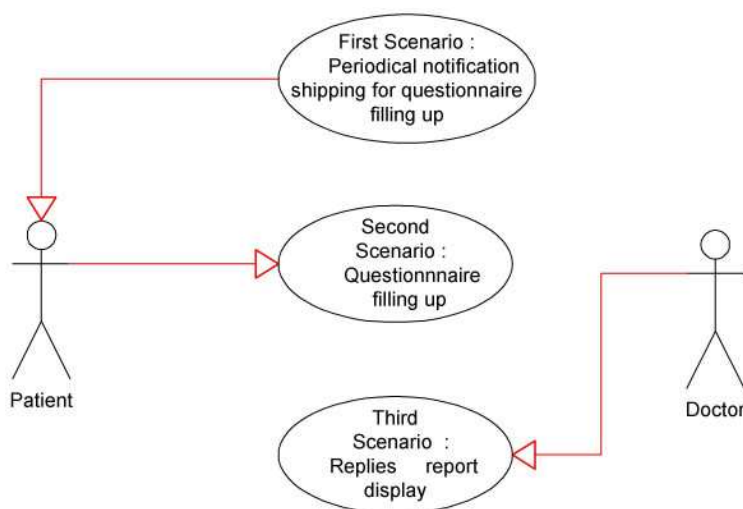 First Scenario :
Periodical notification
shipping for questionnaire
filling up
Second
Scenario :
Questionnnaire
filling up
Patient
Doctor
Third
Scenario :
Replies report
display